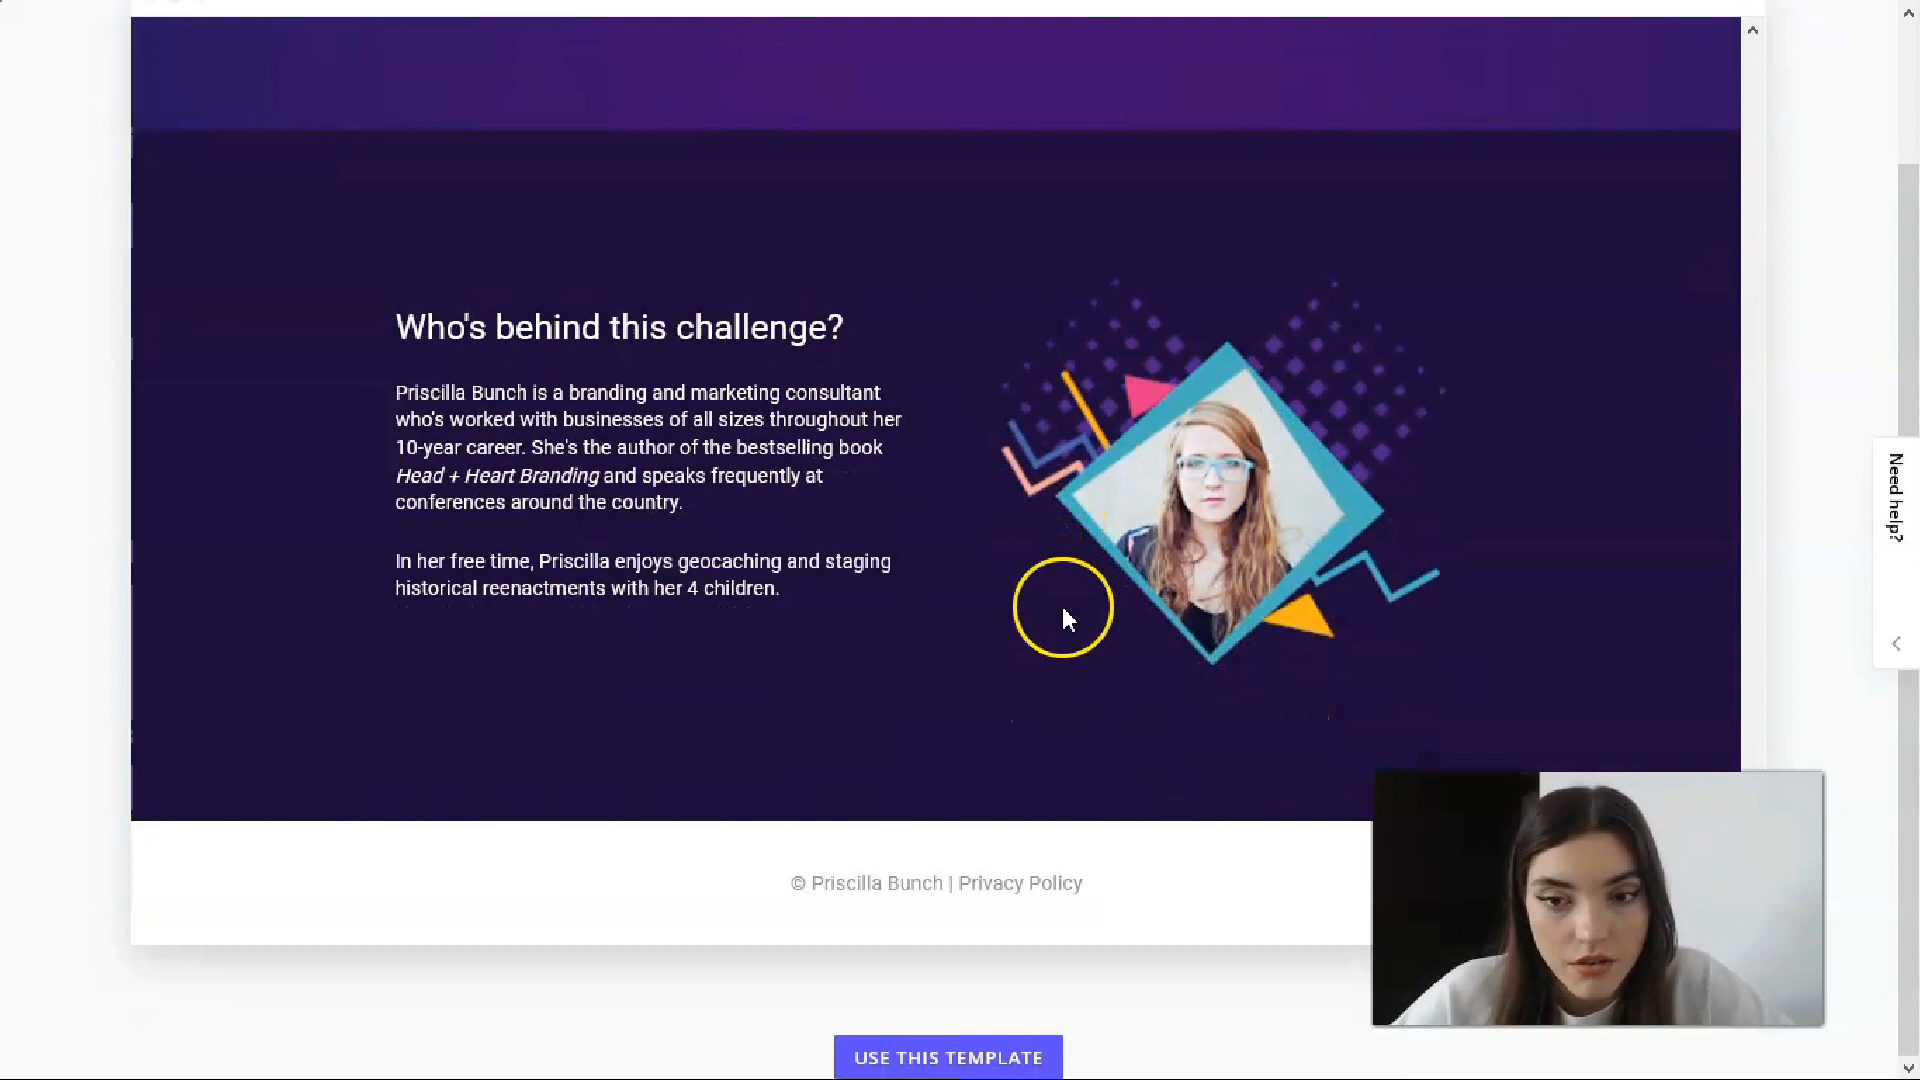 Who's behind this challenge?
Priscilla Bunch is a branding and marketing consultant
who's worked with businesses of all sizes throughout her
10-year career. She's the author of the bestselling book
Head + Heart Branding and speaks frequently at
conferences around the country.
In her free time, Priscilla enjoys geocaching and staging
historical reenactments with her 4 children.
Need help?
© Priscilla Bunch | Privacy Policy
USE THIS TEMPLATE